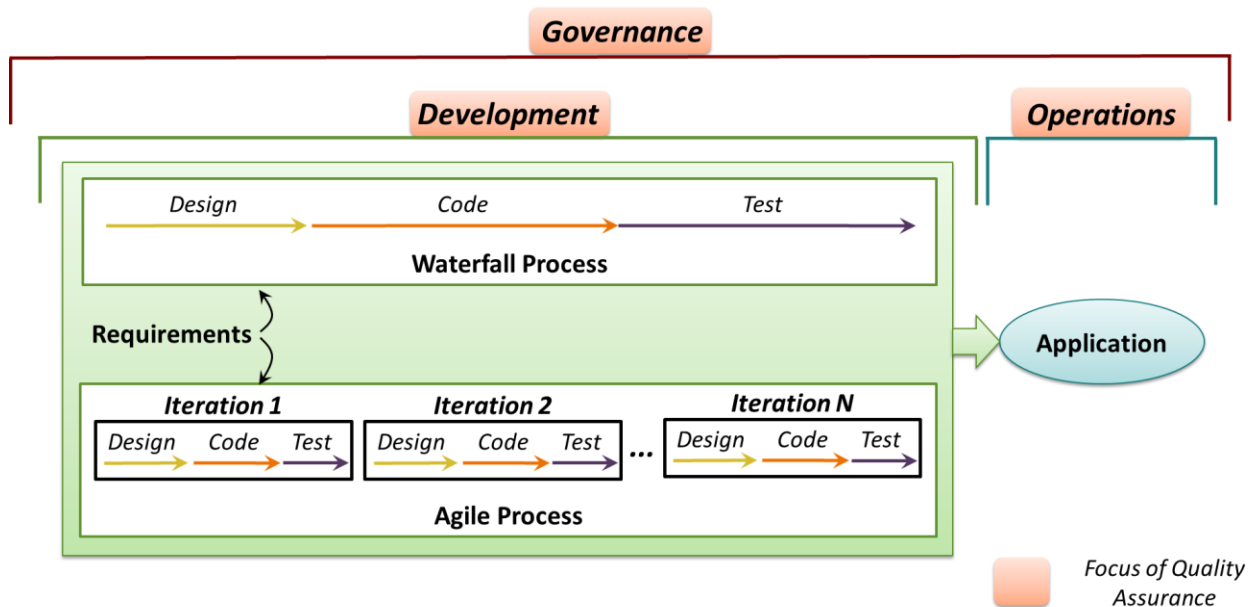 Governance
Development
Operations
Design Code Test
Waterfall Process
Requirements
Application
Iteration 1 Iteration 2 Iteration N
Design Code Test Design Code Test ... Design Code Test
Agile Process
Focus of Quality
Assurance